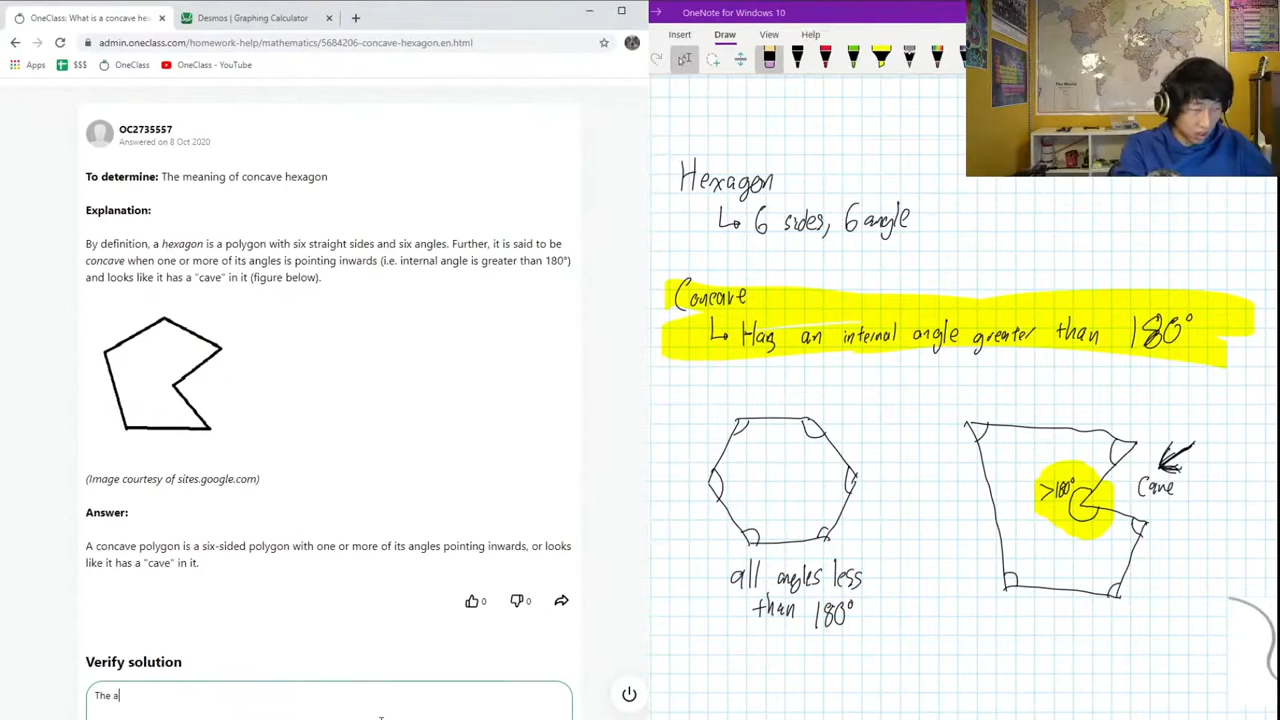 OneClass: What is a concave he
Desmos | Graphing Calculator
admin.oneclass.com/homework-help/mathematics/5684206-concave-hexagon.en.html
Apps
$$$
OneClass
OneClass - YouTube
OC2735557
Answered on 8 Oct 2020
To determine: The meaning of concave hexagon
Explanation:
By definition, a hexagon is a polygon with six straight sides and six angles. Further, it is said to be
concave when one or more of its angles is pointing inwards (i.e. internal angle is greater than 180°)
and looks like it has a "cave" in it (figure below).
(Image courtesy of sites.google.com)
Answer:
A concave polygon is a six-sided polygon with one or more of its angles pointing inwards, or looks
like it has a "cave" in it.
0
0
Verify solution
The a
OneNote for Windows 10
Insert
Draw
View
Help
Hexagon
↳ 6 sides, 6 angle
Concave
↳ Has an internal angle greater than 180°
all angles less
than 180°
>180°
Cave